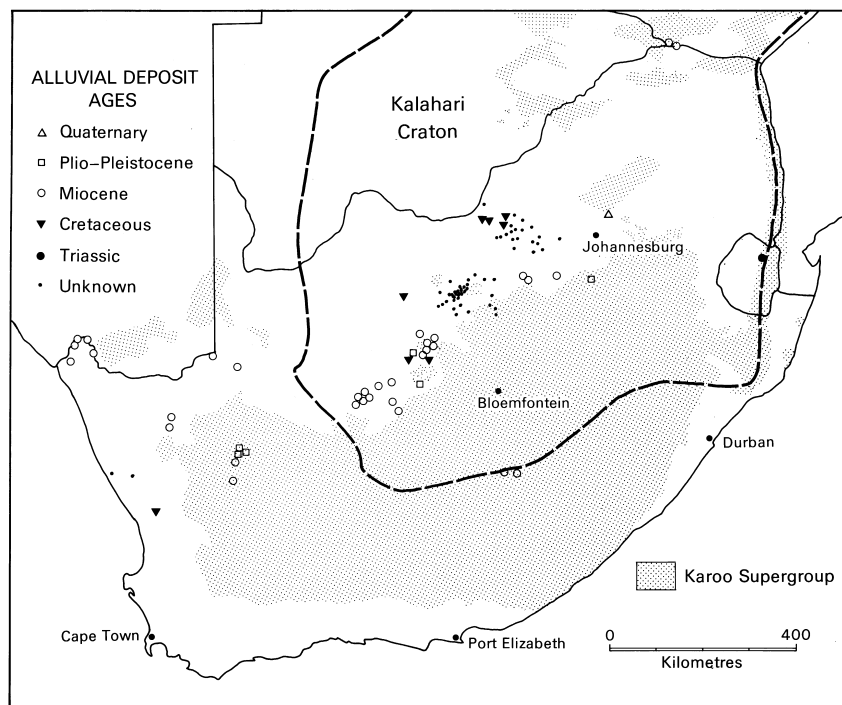 ALLUVIAL DEPOSIT
AGES
Quaternary
Plio–Pleistocene
Miocene
Cretaceous
Triassic
Unknown
Kalahari
Craton
Johannesburg
Bloemfontein
Durban
Karoo Supergroup
Cape Town
Port Elizabeth
0 400
Kilometres